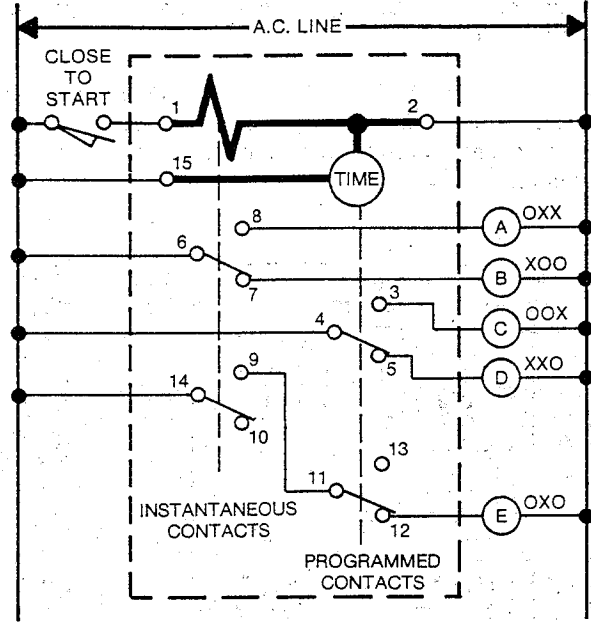 A.C. LINE
CLOSE
TO
START
1
2
15
TIME
8
A OXX
6
7
B XOO
3
C OOX
4
5
D XXO
9
14
10
13
11
12
E OXO
INSTANTANEOUS
CONTACTS
PROGRAMMED
CONTACTS